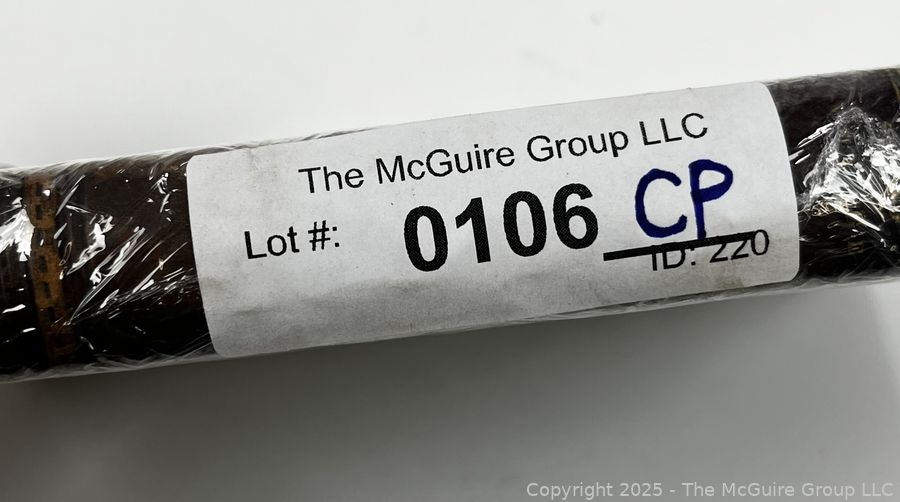 The McGuire Group LLC
Lot #: 0106 CP
ID: 220
Copyright 2025 - The McGuire Group LLC